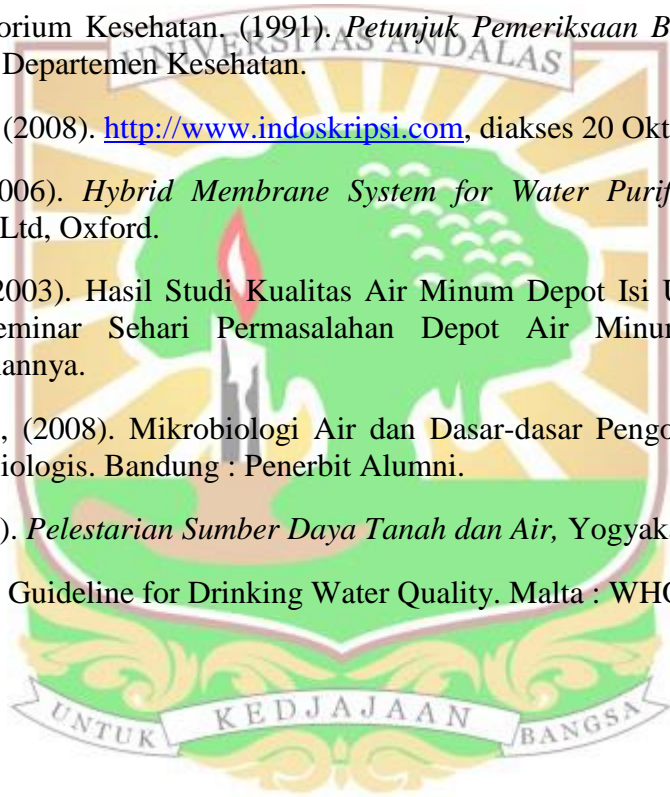 orium Kesehatan. (1991). Petunjuk Pemeriksaan B
UNIVERSITAS ANDALAS
Departemen Kesehatan.
(2008). http://www.indoskripsi.com, diakses 20 Okt
006). Hybrid Membrane System for Water Purif
Ltd, Oxford.
2003). Hasil Studi Kualitas Air Minum Depot Isi U
eminar Sehari Permasalahan Depot Air Minu
annya.
, (2008). Mikrobiologi Air dan Dasar-dasar Pengo
iologis. Bandung : Penerbit Alumni.
). Pelestarian Sumber Daya Tanah dan Air, Yogyak
Guideline for Drinking Water Quality. Malta : WHO
UNTUK KEDJAJAAN BANGSA